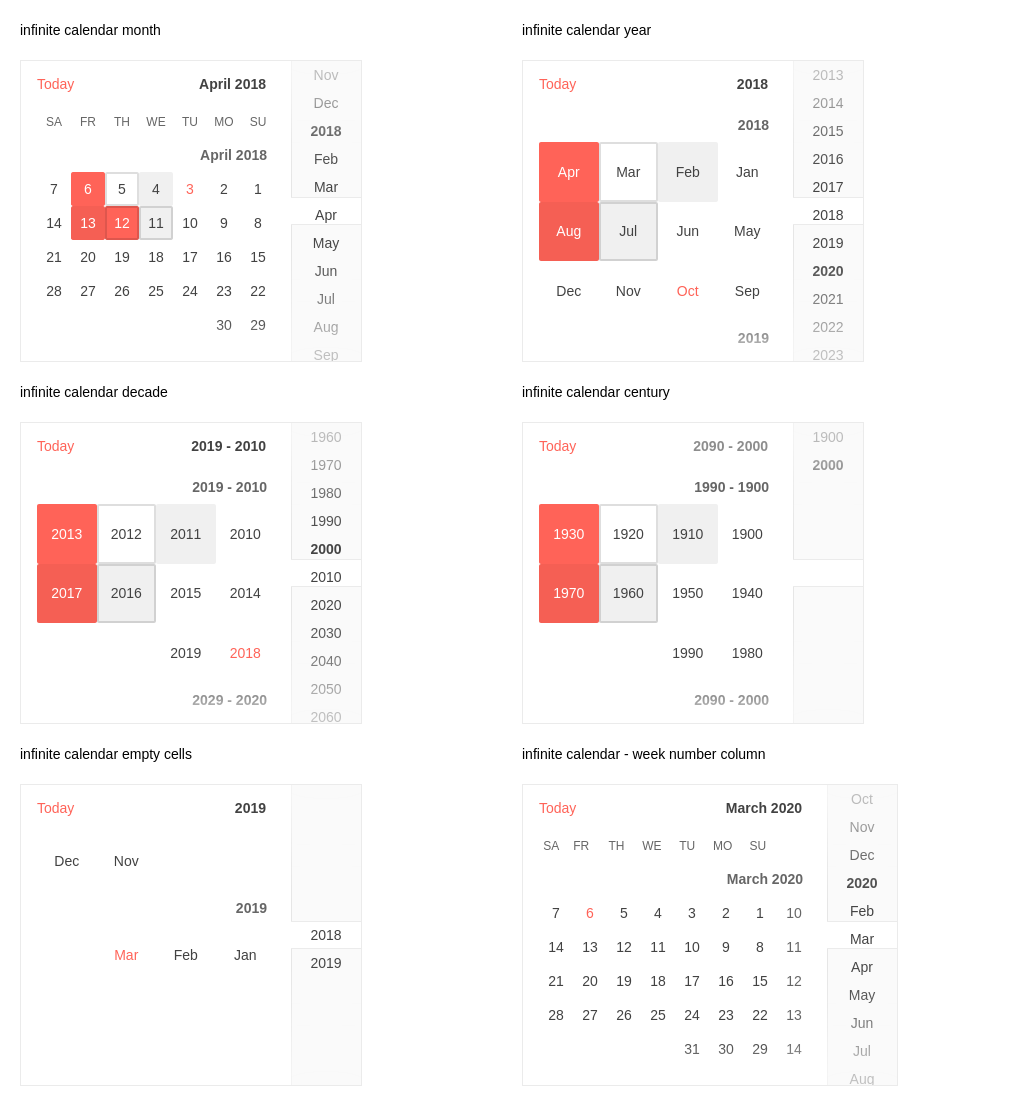 infinite calendar month
Today April 2018
SA FR TH WE TU MO SU
April 2018
7 6 5 4 3 2 1
14 13 12 11 10 9 8
21 20 19 18 17 16 15
28 27 26 25 24 23 22
30 29
Nov
Dec
2018
Feb
Mar
Apr
May
Jun
Jul
Aug
Sep
infinite calendar year
Today 2018
2018
Apr Mar Feb Jan
Aug Jul Jun May
Dec Nov Oct Sep
2019
2013
2014
2015
2016
2017
2018
2019
2020
2021
2022
2023
infinite calendar decade
Today 2019 - 2010
2019 - 2010
2013 2012 2011 2010
2017 2016 2015 2014
2019 2018
2029 - 2020
1960
1970
1980
1990
2000
2010
2020
2030
2040
2050
2060
infinite calendar century
Today 2090 - 2000
1990 - 1900
1930 1920 1910 1900
1970 1960 1950 1940
1990 1980
2090 - 2000
1900
2000
infinite calendar empty cells
Today 2019
Dec Nov
2019
Mar Feb Jan
2018
2019
infinite calendar - week number column
Today March 2020
SA FR TH WE TU MO SU
March 2020
7 6 5 4 3 2 1 10
14 13 12 11 10 9 8 11
21 20 19 18 17 16 15 12
28 27 26 25 24 23 22 13
31 30 29 14
Oct
Nov
Dec
2020
Feb
Mar
Apr
May
Jun
Jul
Aug